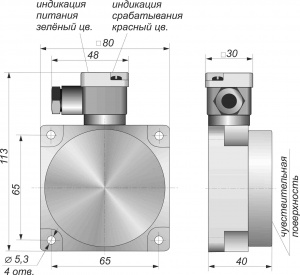 индикация
питания
зелёный цв.
индикация
срабатывания
красный цв.
□80
48
□30
113
65
Ø 5,3
4 отв.
65
40
чувствительная
поверхность